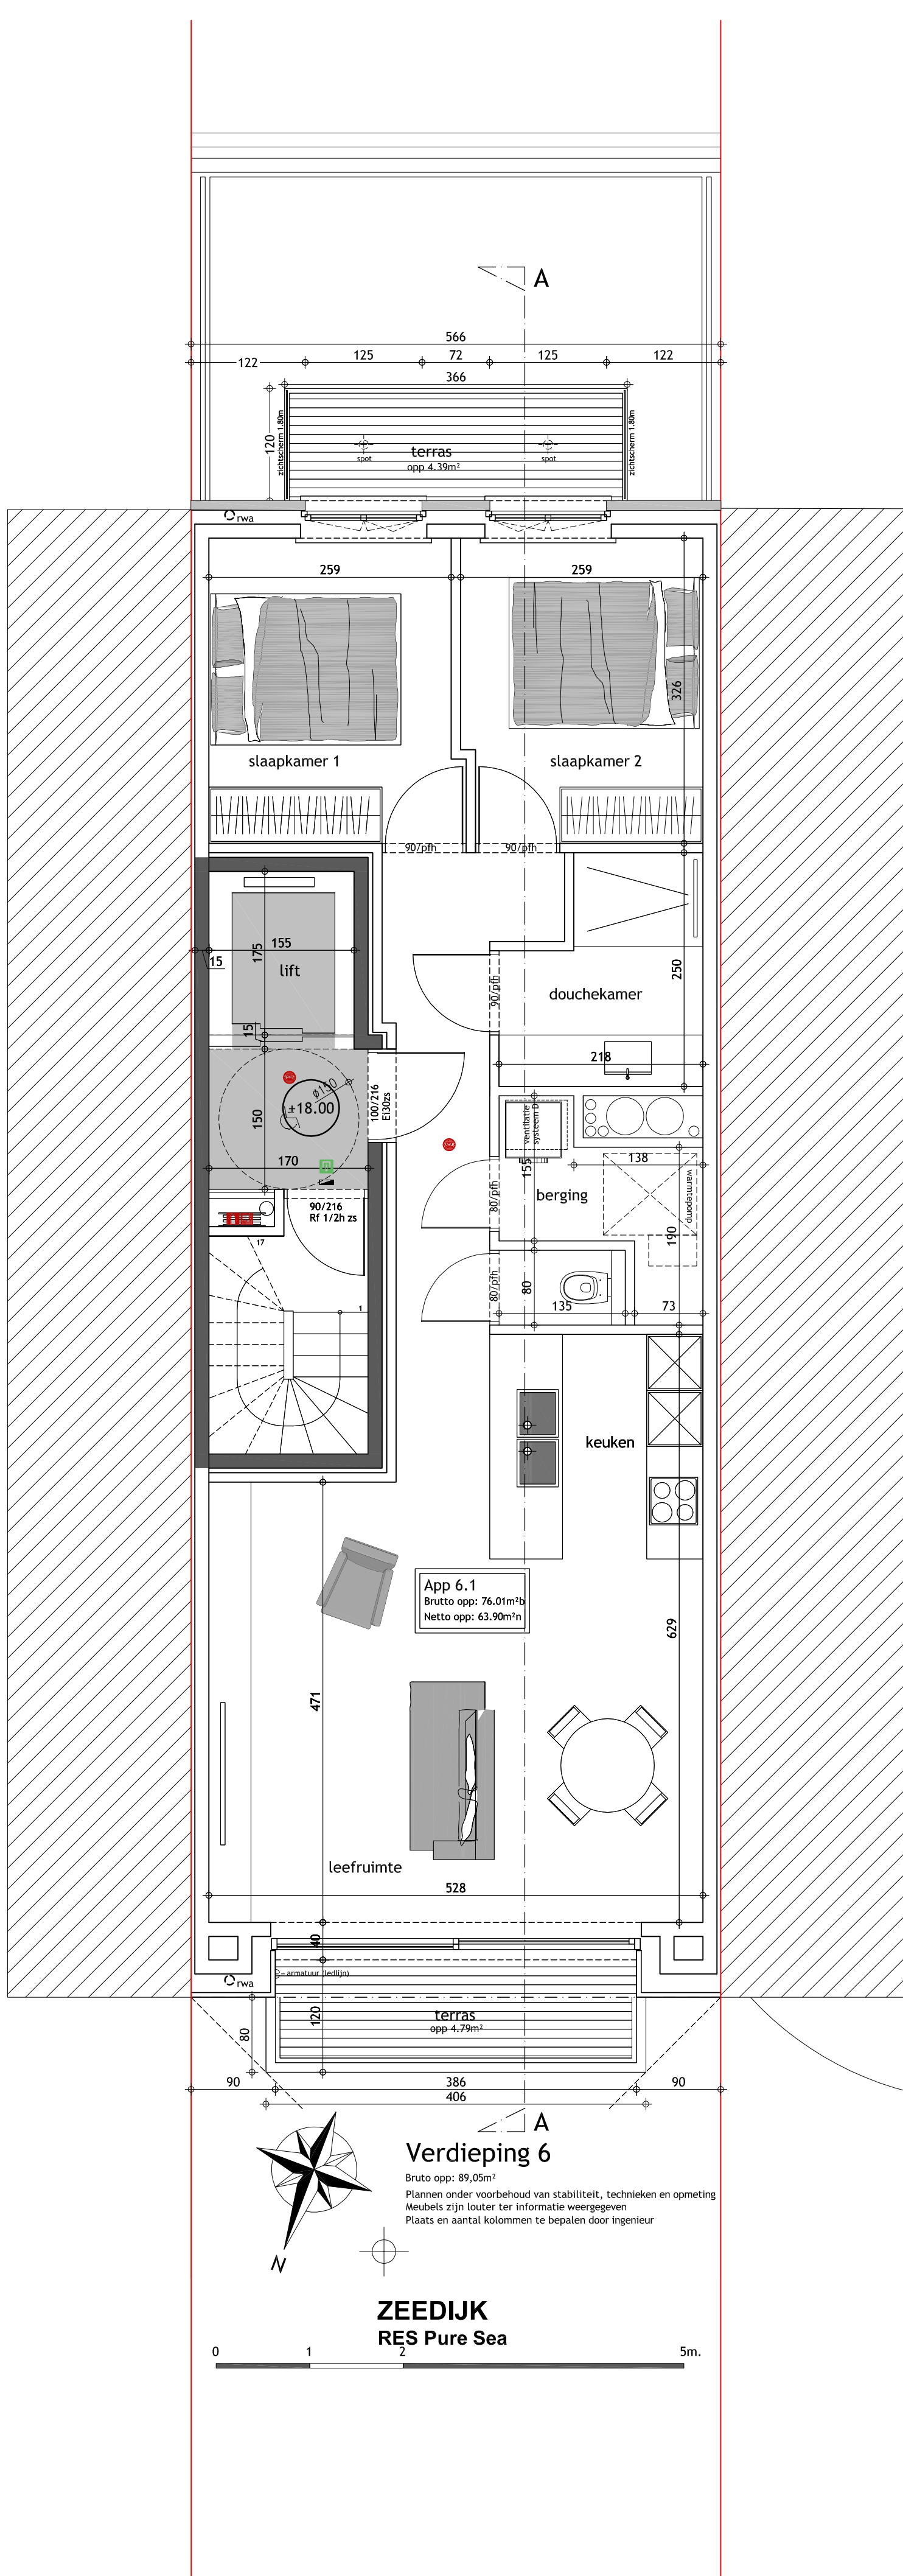 A
566
122
125
72
125
122
366
120
zichtscherm 1.80m
zichtscherm 1.80m
spot
terras
opp 4.39m²
spot
rwa
259
259
326
slaapkamer 1
slaapkamer 2
90/pfh
90/pfh
175
155
15
lift
90/pfh
250
douchekamer
15
218
Ø150
±18.00
100/216
EI30zs
150
170
ventilatie
systeem D
155
138
berging
80/pfh
warmtepomp
190
90/216
Rf 1/2h zs
17
80/pfh
80
135
73
1
keuken
App 6.1
Brutto opp: 76.01m²b
Netto opp: 63.90m²n
629
471
leefruimte
528
40
armatuur (ledlijn)
rwa
120
terras
opp 4.79m²
80
90
386
90
406
A
Verdieping 6
Bruto opp: 89,05m²
Plannen onder voorbehoud van stabiliteit, technieken en opmeting
Meubels zijn louter ter informatie weergegeven
Plaats en aantal kolommen te bepalen door ingenieur
N
ZEEDIJK
RES Pure Sea
0 1 2 5m.